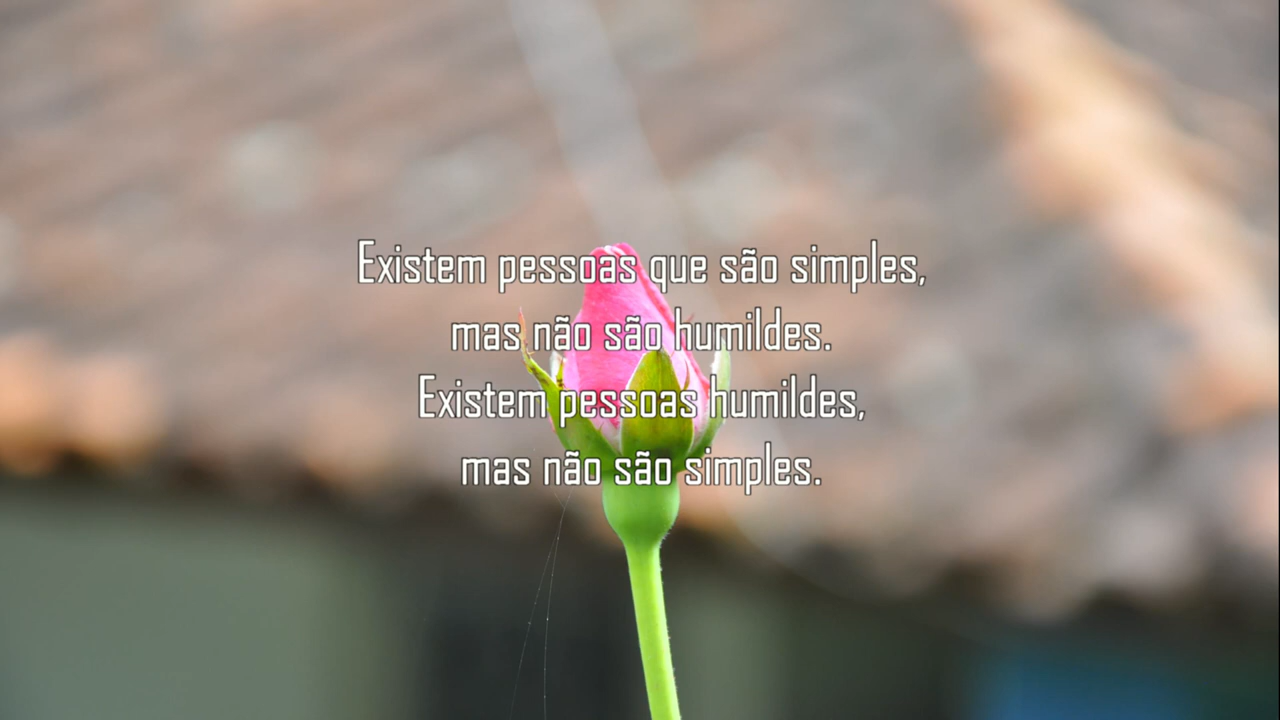 Existem pessoas que são simples,
mas não são humildes.
Existem pessoas humildes,
mas não são simples.